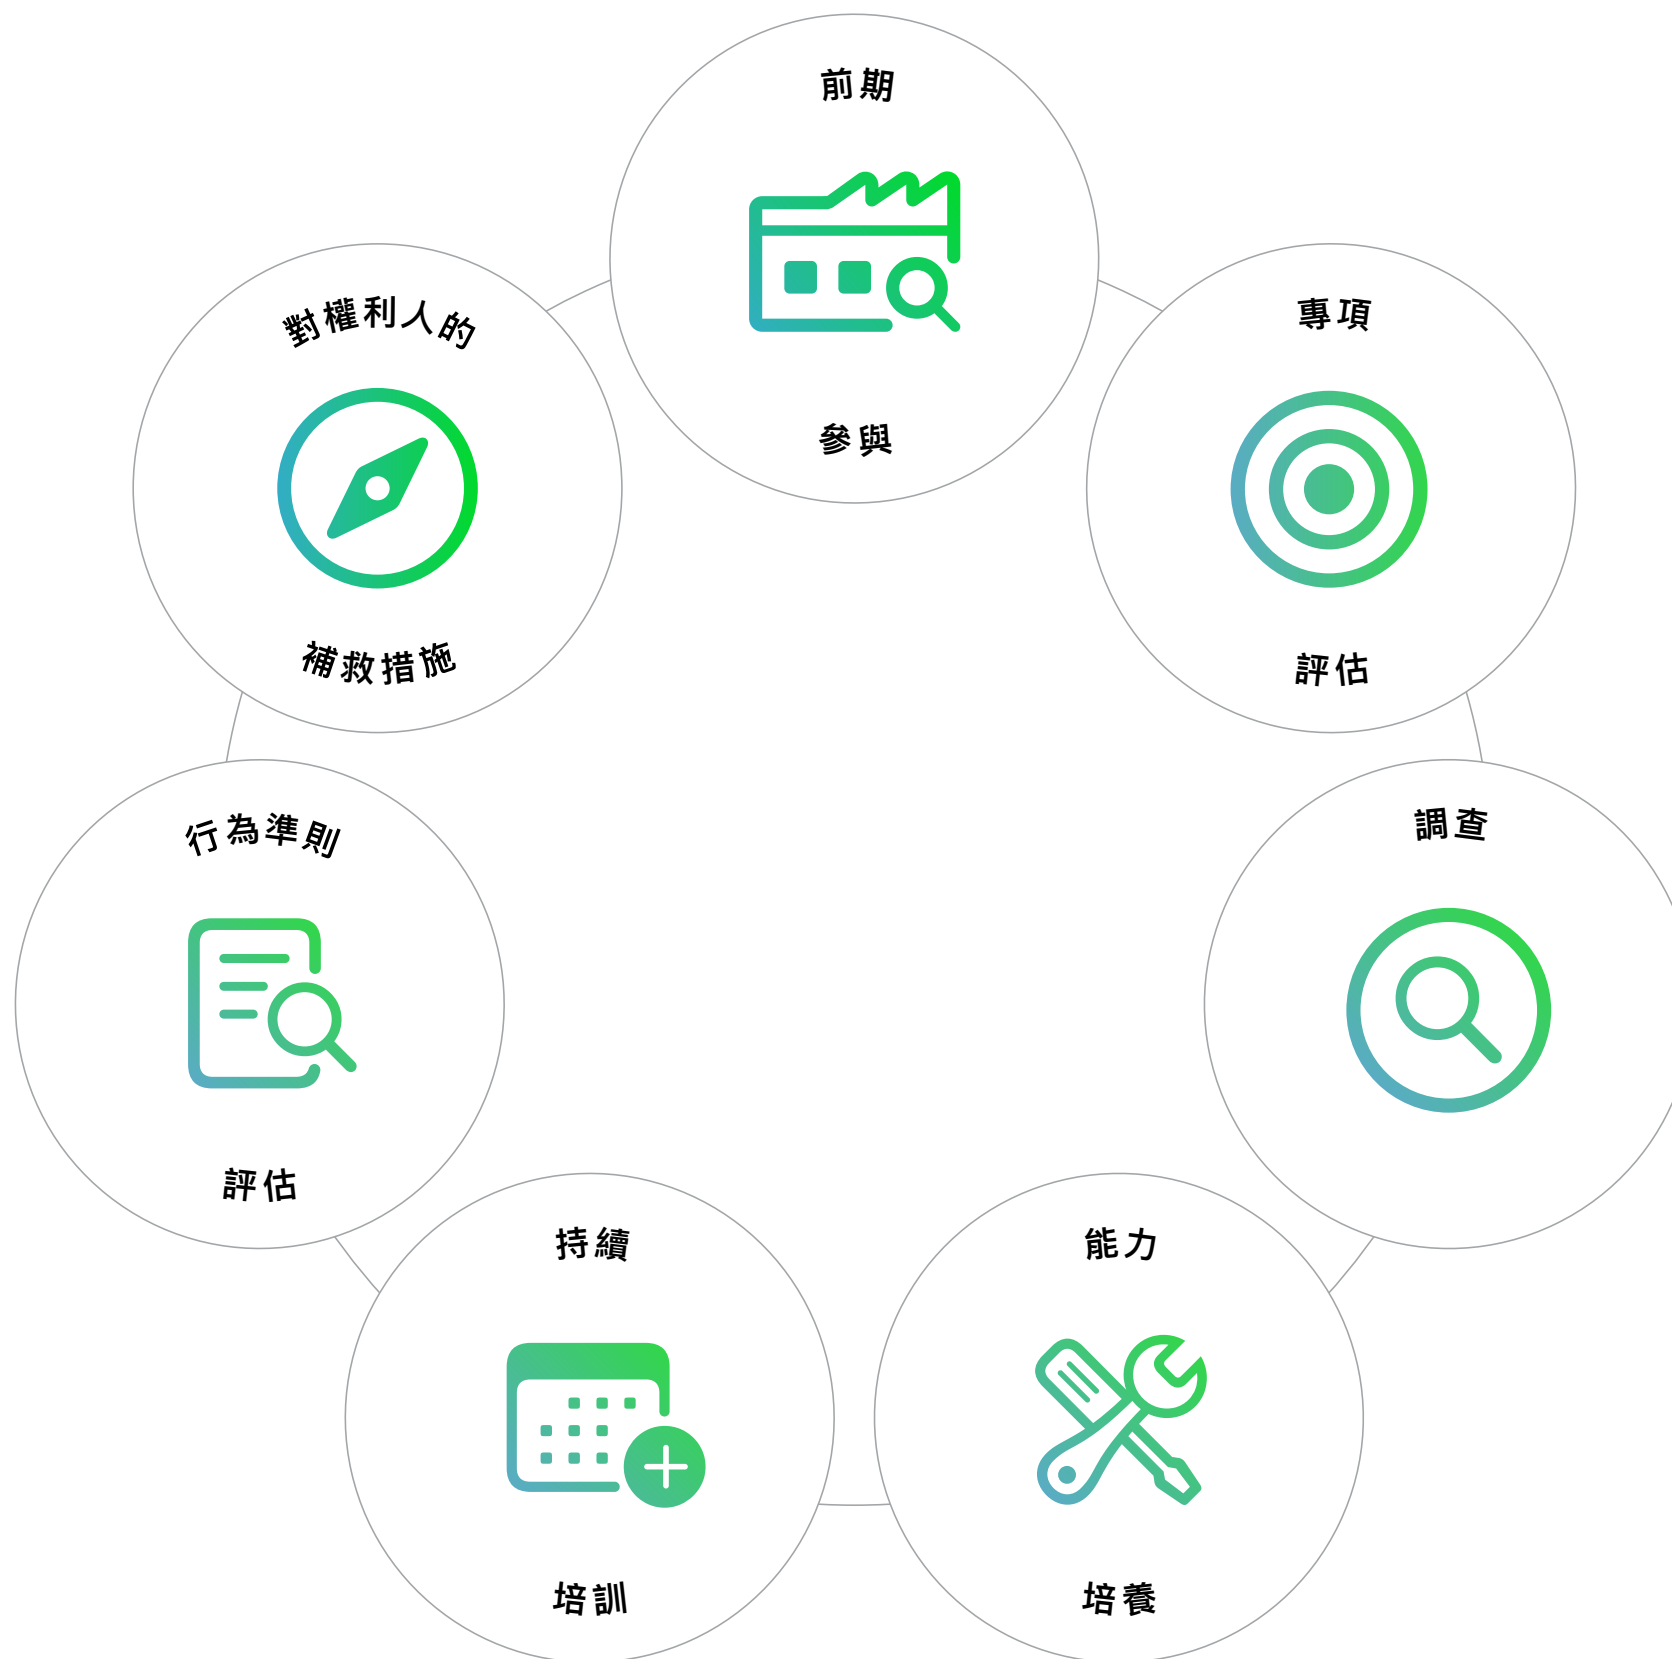 前期
參與
專項
評估
調查
能力
培養
持續
培訓
行為準則
評估
對權利人的
補救措施